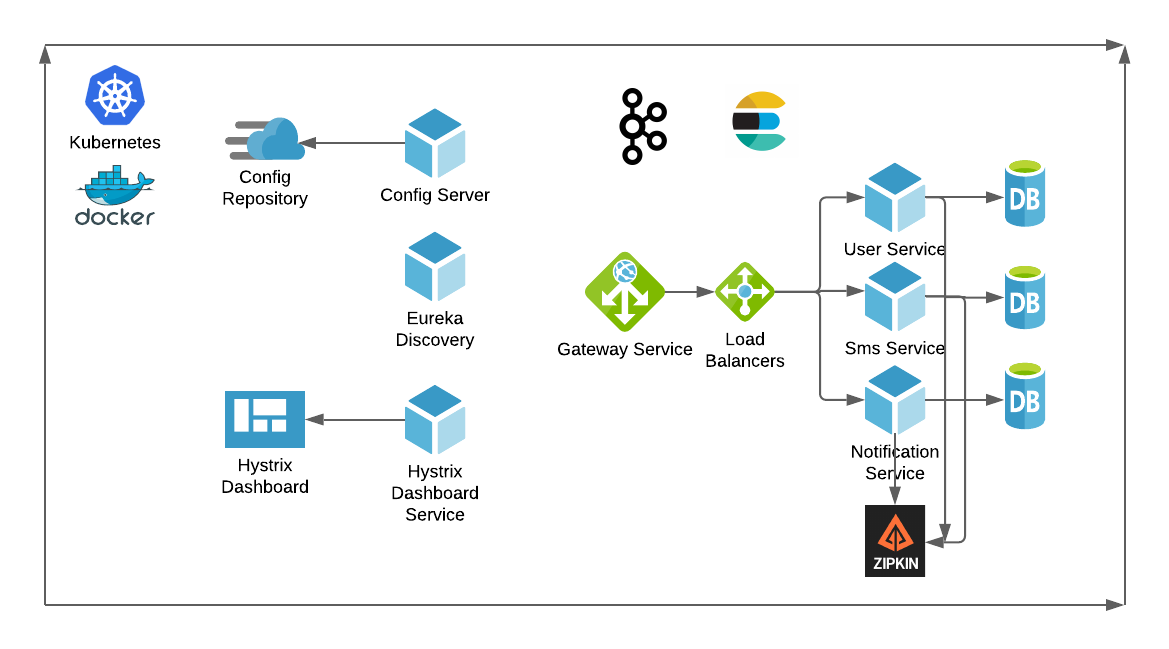 Kubernetes
docker
Config
Repository
Config Server
Eureka
Discovery
Hystrix
Dashboard
Hystrix
Dashboard
Service
Gateway Service
Load
Balancers
User Service
DB
Sms Service
DB
Notification
Service
DB
ZIPKIN